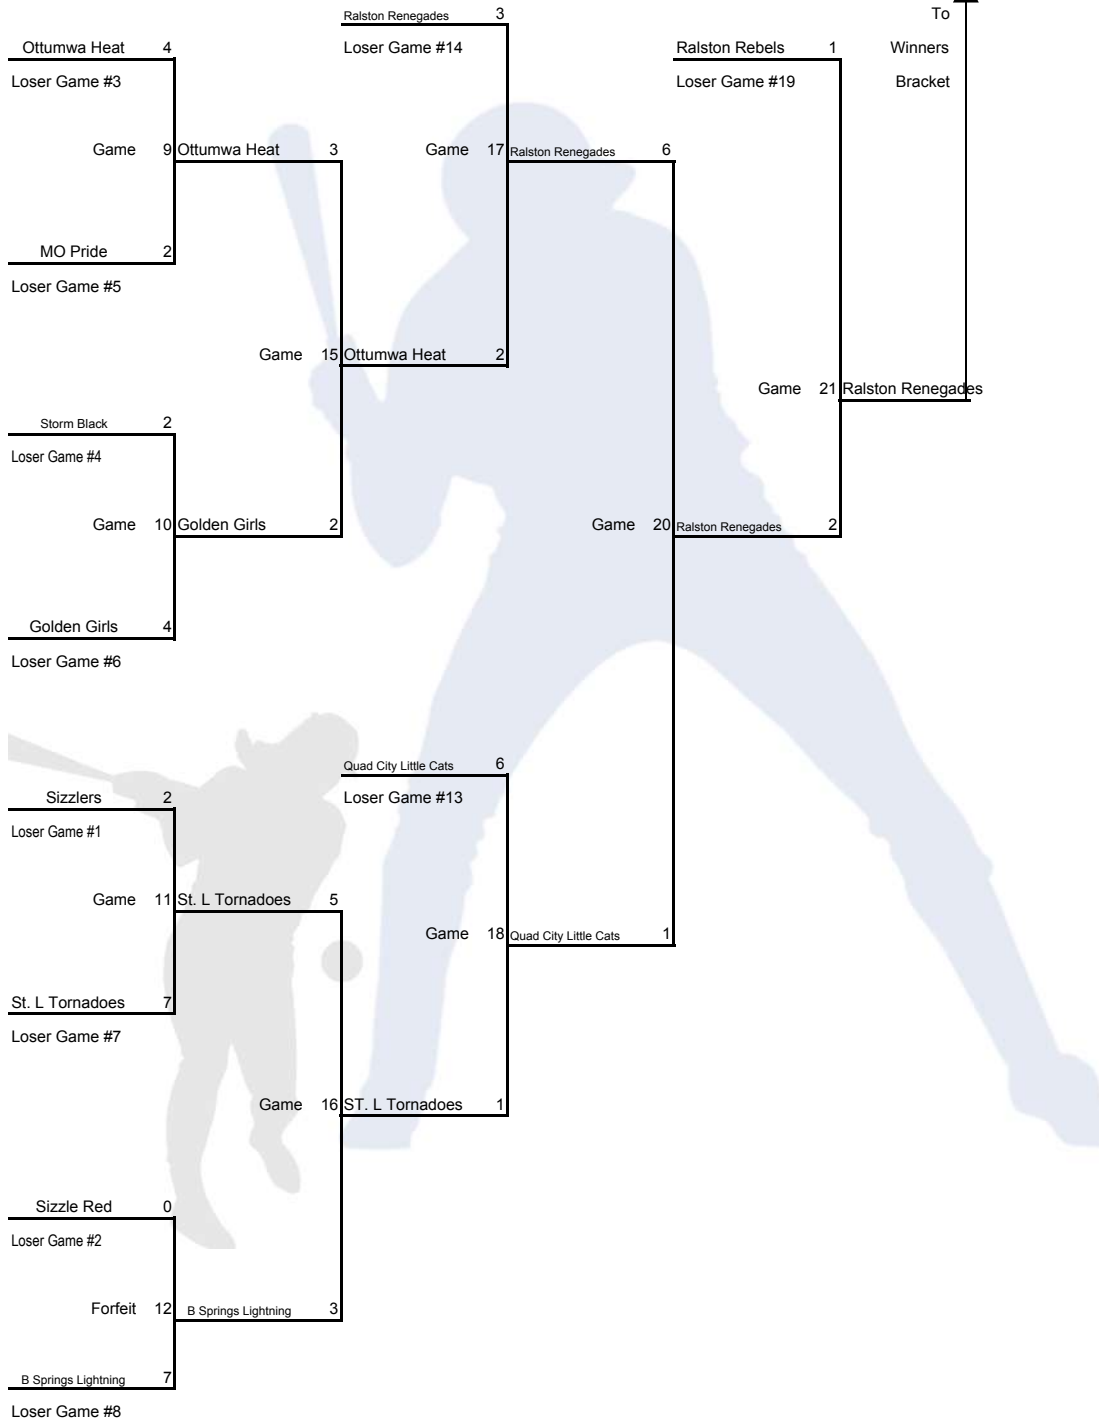 Ralston Renegades 3
To
Ottumwa Heat 4
Loser Game #14
Ralston Rebels 1
Winners
Loser Game #3
Loser Game #19
Bracket
Game 9 Ottumwa Heat 3
Game 17 Ralston Renegades 6
MO Pride 2
Loser Game #5
Game 15 Ottumwa Heat 2
Game 21 Ralston Renegades
Storm Black 2
Loser Game #4
Game 10 Golden Girls 2
Game 20 Ralston Renegades 2
Golden Girls 4
Loser Game #6
Quad City Little Cats 6
Sizzlers 2
Loser Game #13
Loser Game #1
Game 11 St. L Tornadoes 5
Game 18 Quad City Little Cats 1
St. L Tornadoes 7
Loser Game #7
Game 16 ST. L Tornadoes 1
Sizzle Red 0
Loser Game #2
Forfeit 12 B Springs Lightning 3
B Springs Lightning 7
Loser Game #8